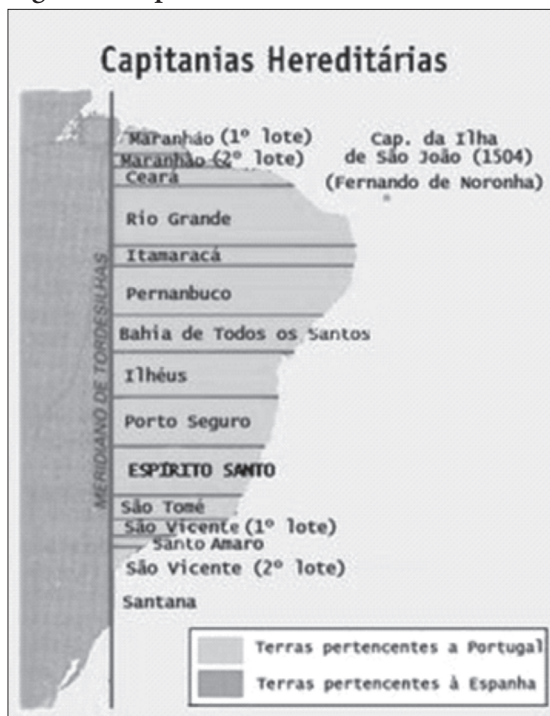 Capitanias Hereditárias
Maranhão (1º lote)
Maranhão (2º lote)
Ceará
Cap. da Ilha
de São João (1504)
(Fernando de Noronha)
Rio Grande
Itamaracá
Pernambuco
Bahia de Todos os Santos
Ilhéus
Porto Seguro
ESPÍRITO SANTO
São Tomé
São Vicente (1º lote)
Santo Amaro
São Vicente (2º lote)
Santana
MERIDIANO DE TORDESILHAS
Terras pertencentes a Portugal
Terras pertencentes à Espanha